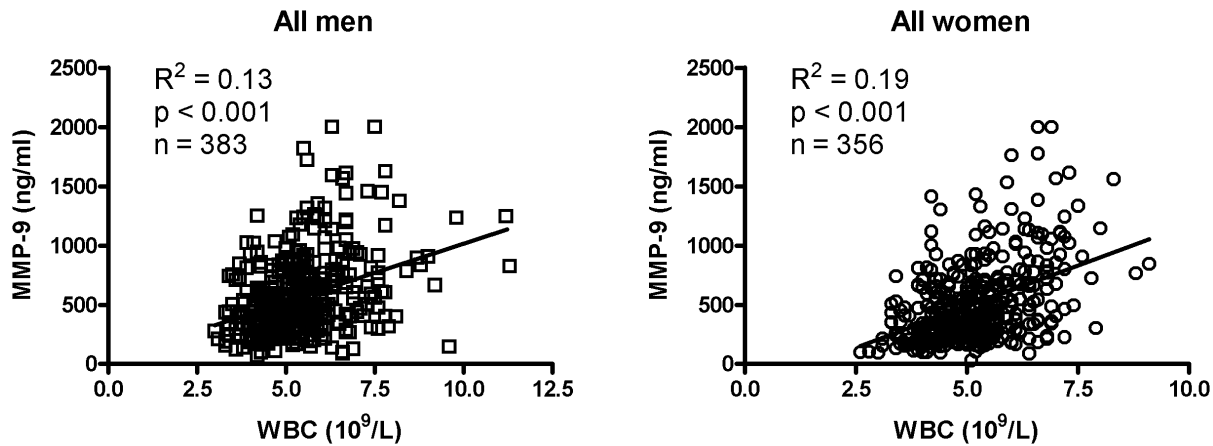 All men
R² = 0.13
p < 0.001
n = 383
MMP-9 (ng/ml)
2500
2000
1500
1000
500
0
0.0 2.5 5.0 7.5 10.0 12.5
WBC (10⁹/L)
All women
R² = 0.19
p < 0.001
n = 356
MMP-9 (ng/ml)
2500
2000
1500
1000
500
0
0.0 2.5 5.0 7.5 10.0
WBC (10⁹/L)